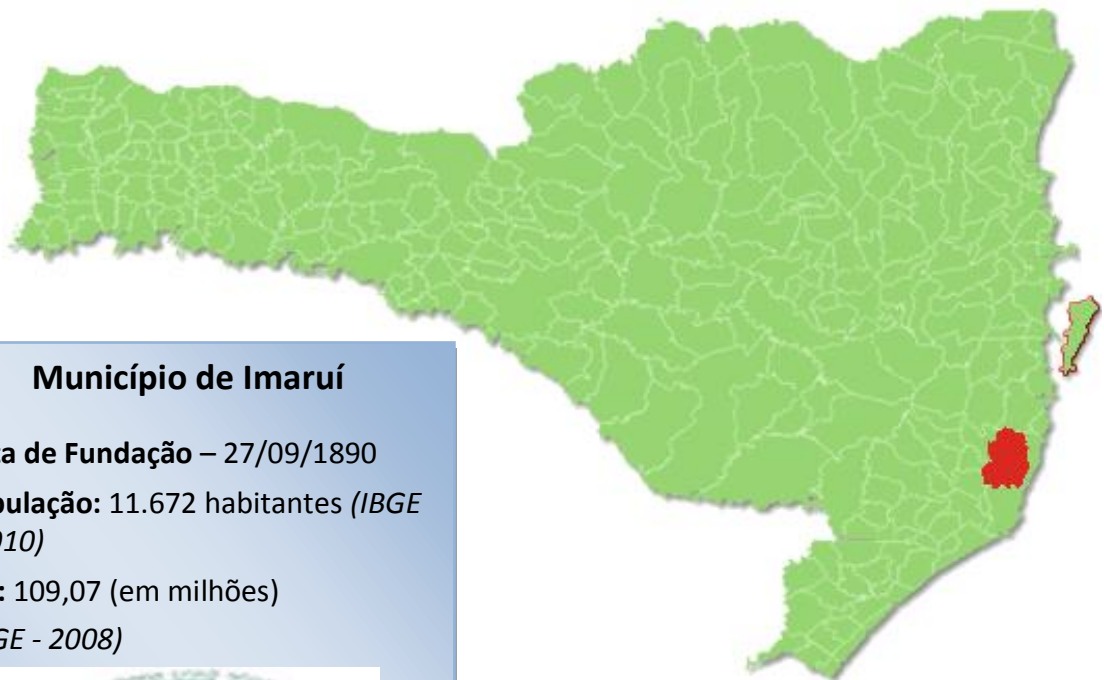 Município de Imaruí
a de Fundação – 27/09/1890
pulação: 11.672 habitantes (IBGE
010)
: 109,07 (em milhões)
GE - 2008)